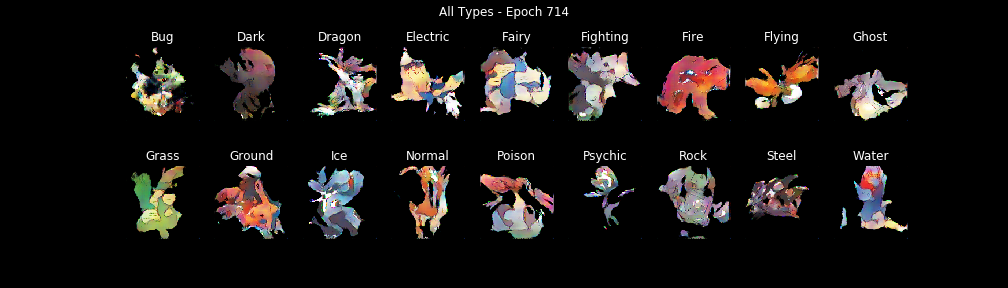 All Types - Epoch 714
Bug Dark Dragon Electric Fairy Fighting Fire Flying Ghost
Grass Ground Ice Normal Poison Psychic Rock Steel Water